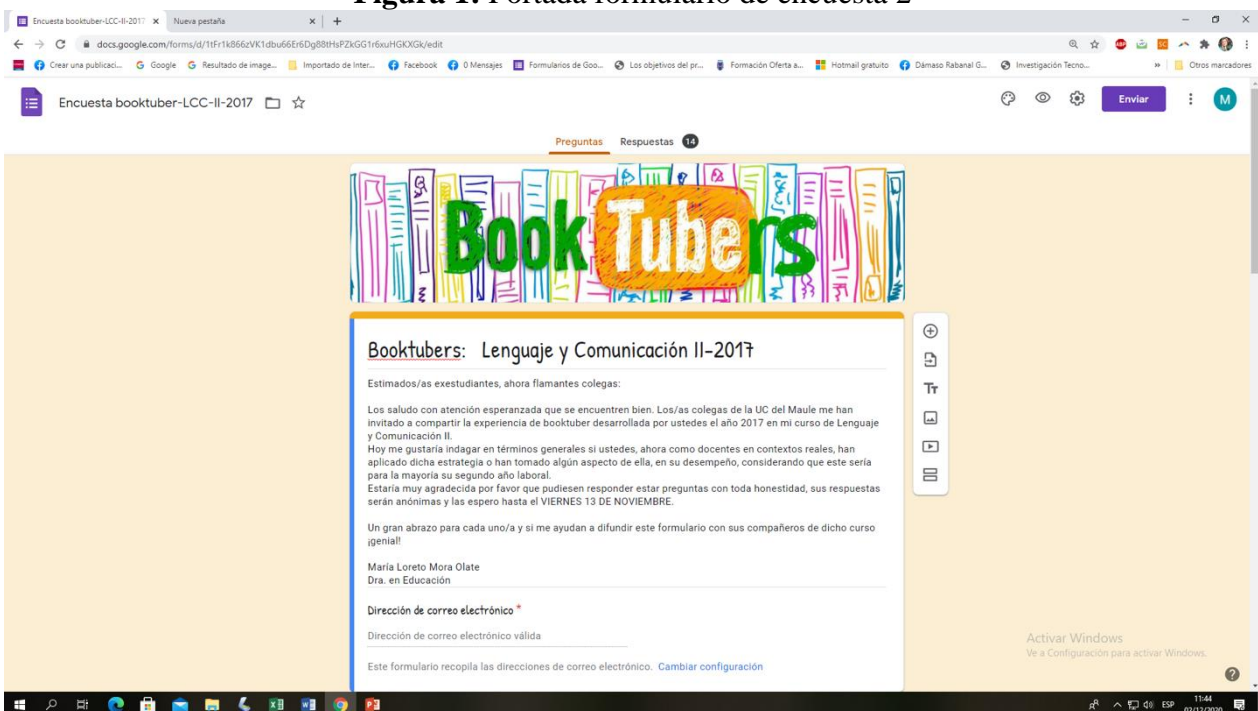 Figura 1. Portada formulario de encuesta 2
Encuesta booktuber-LCC-II-2017
Nueva pestaña
docs.google.com/forms/d/1tFr1k866zVK1dbu66Er6Dg88tHsPZkGG1r6xuHGKXGk/edit
Crear una publicaci... Google Resultado de image... Importado de Inter... Facebook 0 Mensajes Formularios de Goo... Los objetivos del pr... Formación Oferta a... Hotmail gratuito Dámaso Rabanal G... Investigación Tecno... » Otros marcadores
Encuesta booktuber-LCC-II-2017
Enviar
M
Preguntas Respuestas 14
BookTubers
Booktubers: Lenguaje y Comunicación II-2017
Estimados/as exestudiantes, ahora flamantes colegas:
Los saludo con atención esperanzada que se encuentren bien. Los/as colegas de la UC del Maule me han
invitado a compartir la experiencia de booktuber desarrollada por ustedes el año 2017 en mi curso de Lenguaje
y Comunicación II.
Hoy me gustaría indagar en términos generales si ustedes, ahora como docentes en contextos reales, han
aplicado dicha estrategia o han tomado algún aspecto de ella, en su desempeño, considerando que este sería
para la mayoría su segundo año laboral.
Estaría muy agradecida por favor que pudiesen responder estar preguntas con toda honestidad, sus respuestas
serán anónimas y las espero hasta el VIERNES 13 DE NOVIEMBRE.
Un gran abrazo para cada uno/a y si me ayudan a difundir este formulario con sus compañeros de dicho curso
¡genial!
María Loreto Mora Olate
Dra. en Educación
Dirección de correo electrónico *
Dirección de correo electrónico válida
Este formulario recopila las direcciones de correo electrónico. Cambiar configuración
Tт
Activar Windows
Ve a Configuración para activar Windows.
ESP
11:44
02/12/2020